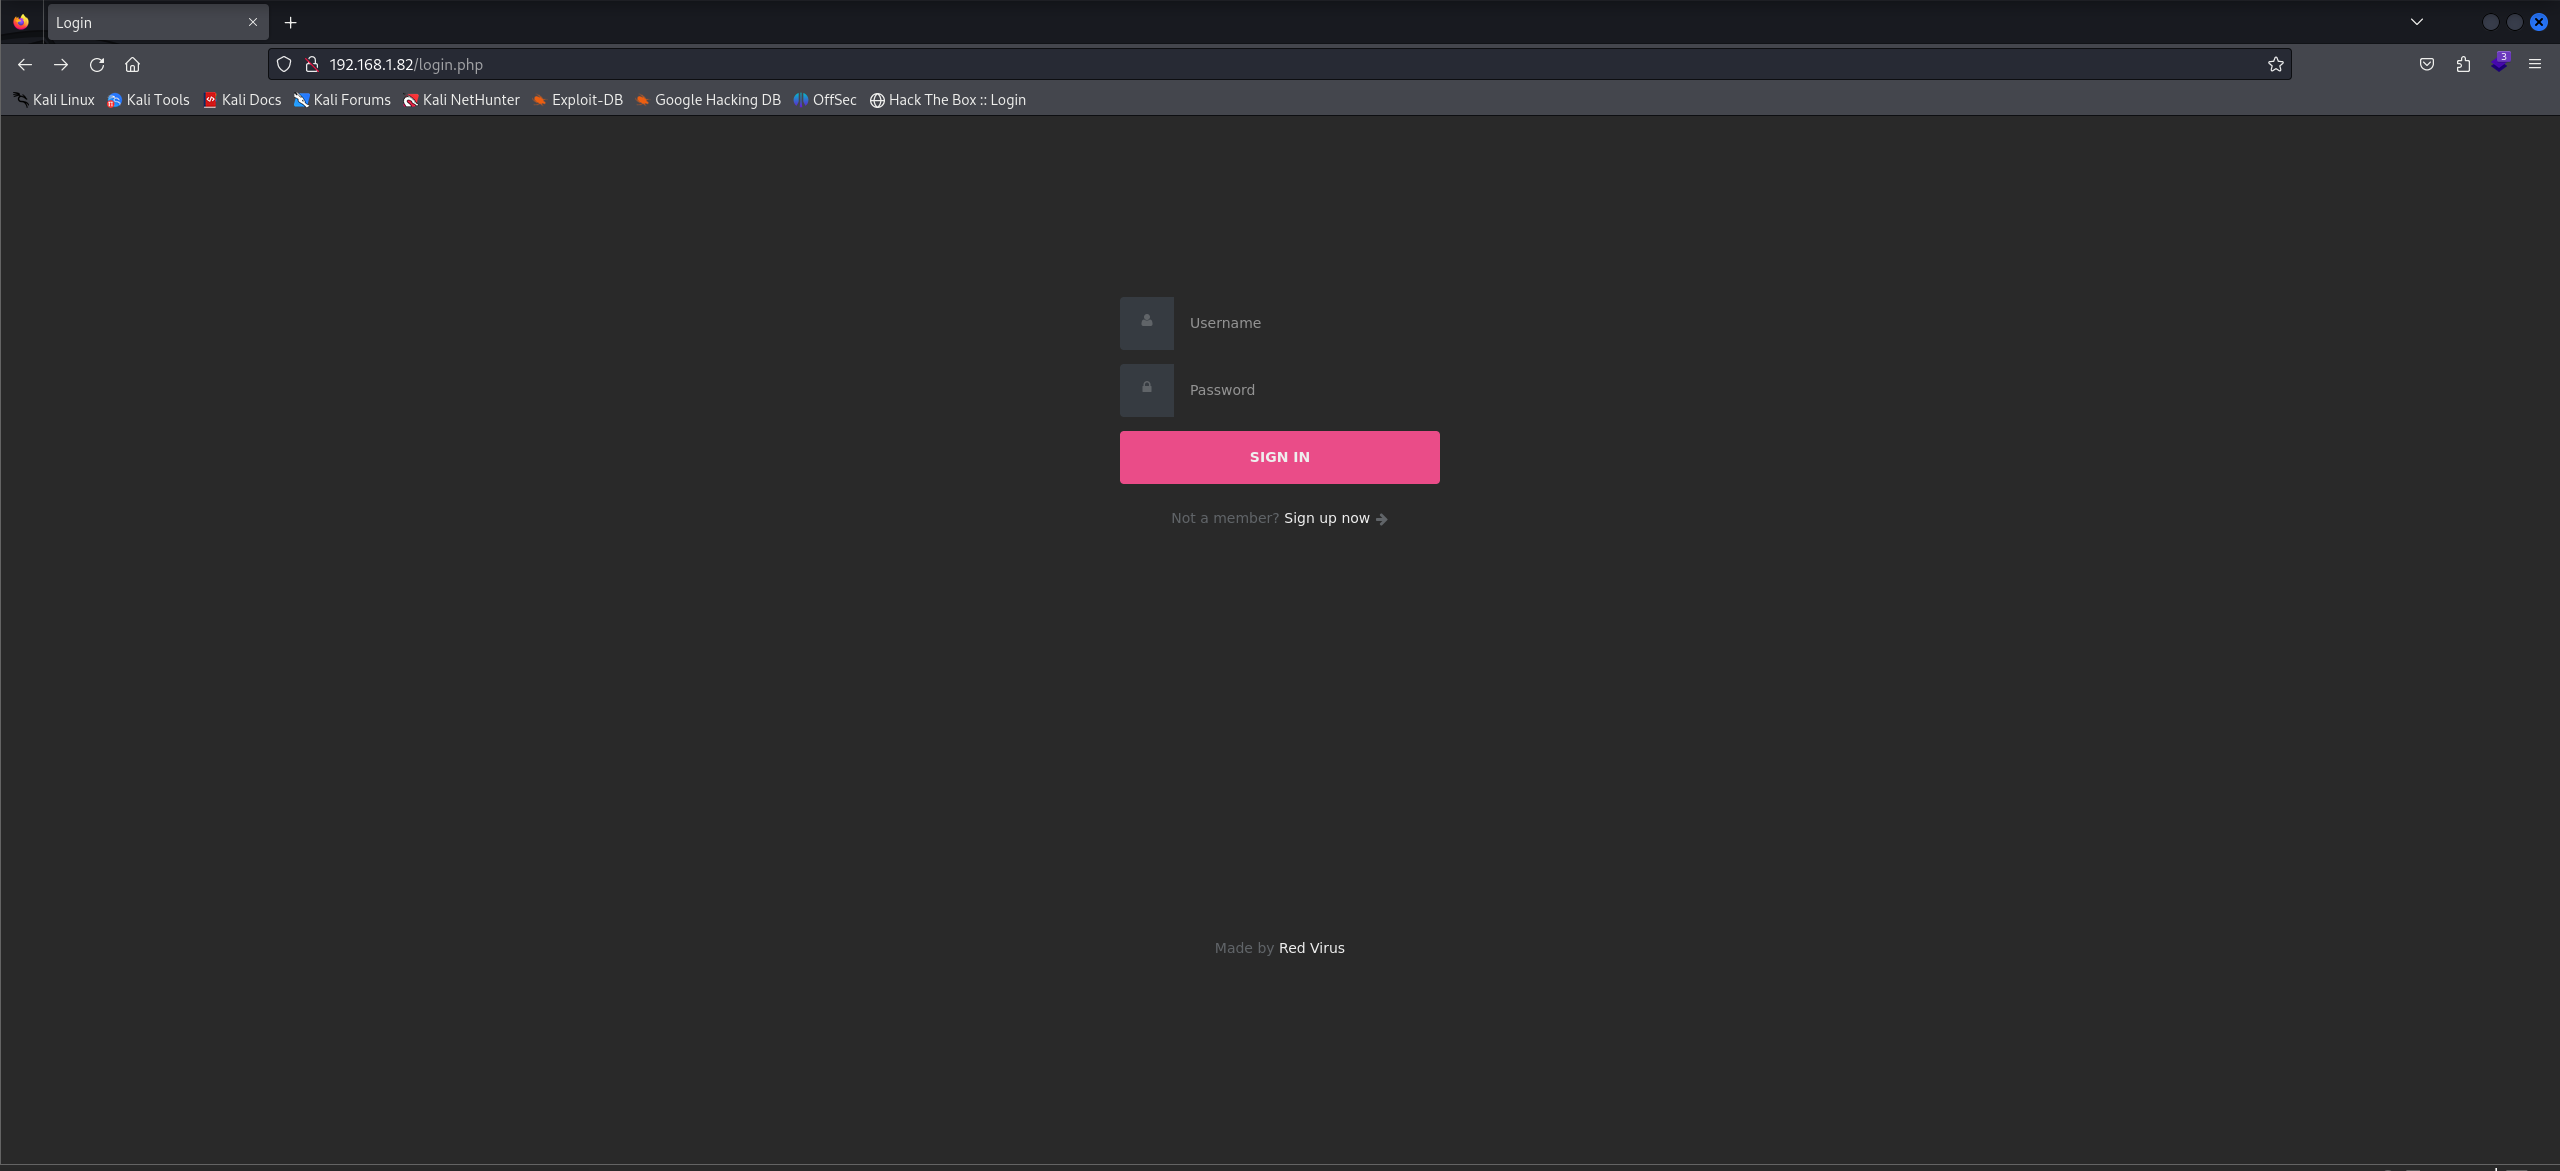 Login
192.168.1.82/login.php
3
Kali Linux Kali Tools Kali Docs Kali Forums Kali NetHunter Exploit-DB Google Hacking DB OffSec Hack The Box :: Login
Username
Password
SIGN IN
Not a member? Sign up now
Made by Red Virus